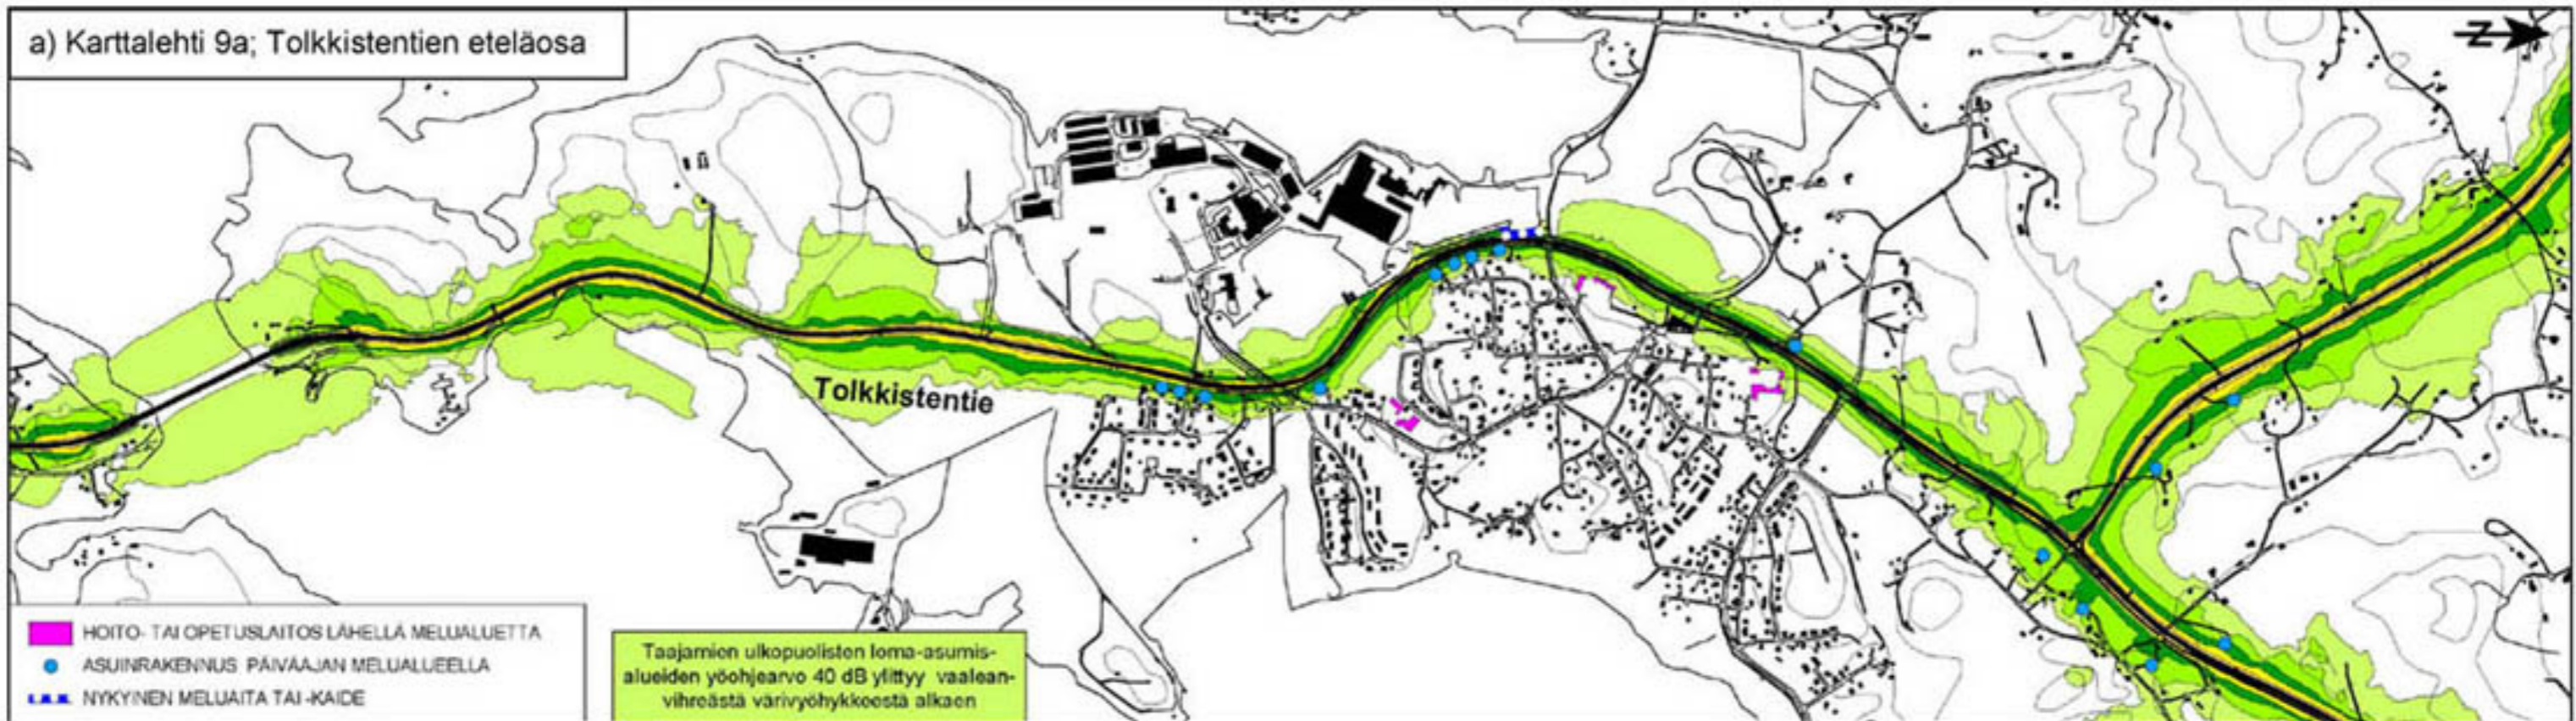 a) Karttalehti 9a; Tolkkistentien eteläosa
Z
Tolkkistentie
HOITO- TAI OPETUSLAITOS LÄHELLÄ MELUALUETTA
ASUINRAKENNUS PÄIVÄAJAN MELUALUEELLA
NYKYINEN MELUAITA TAI -KAIDE
Taajamien ulkopuolisten loma-asumis-
alueiden yöohjearvo 40 dB ylittyy vaalean-
vihreästä värivyöhykkeestä alkaen